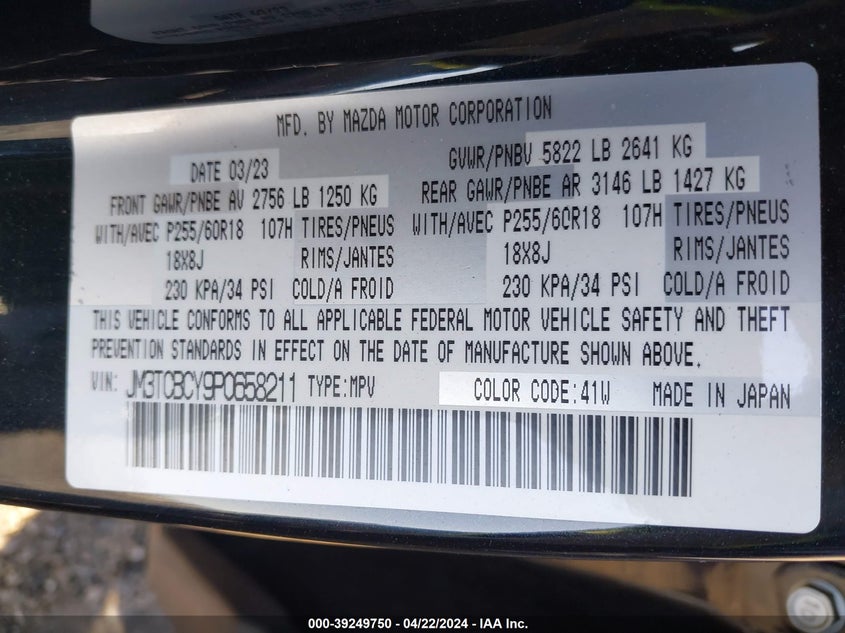 MFD. BY MAZDA MOTOR CORPORATION
DATE 03/23
GVWR/PNBV 5822 LB 2641 KG
FRONT GAWR/PNBE AV 2756 LB 1250 KG
REAR GAWR/PNBE AR 3146 LB 1427 KG
WITH/AVEC P255/60R18 107H TIRES/PNEUS
WITH/AVEC P255/60R18 107H TIRES/PNEUS
18X8J RIMS/JANTES
18X8J RIMS/JANTES
230 KPA/34 PSI COLD/A FROID
230 KPA/34 PSI COLD/A FROID
THIS VEHICLE CONFORMS TO ALL APPLICABLE FEDERAL MOTOR VEHICLE SAFETY AND THEFT
PREVENTION STANDARDS IN EFFECT ON THE DATE OF MANUFACTURE SHOWN ABOVE.
VIN: JM3TCBCY9P0658211 TYPE:MPV COLOR CODE:41W MADE IN JAPAN
000-39249750 - 04/22/2024 - IAA Inc.